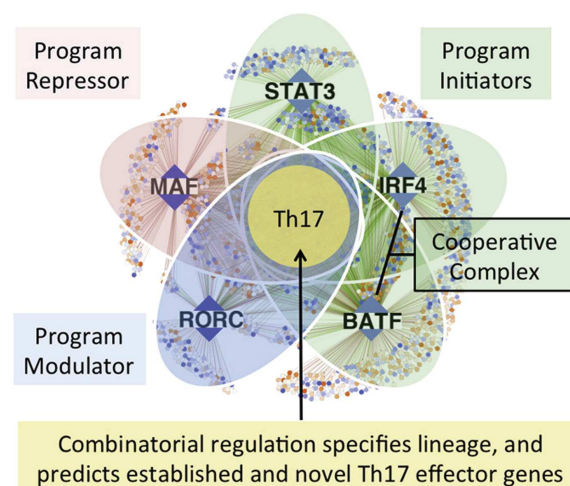 Program
Repressor
Program
Initiators
STAT3
MAF
IRF4
Th17
Cooperative
Complex
RORC
BATF
Program
Modulator
Combinatorial regulation specifies lineage, and
predicts established and novel Th17 effector genes